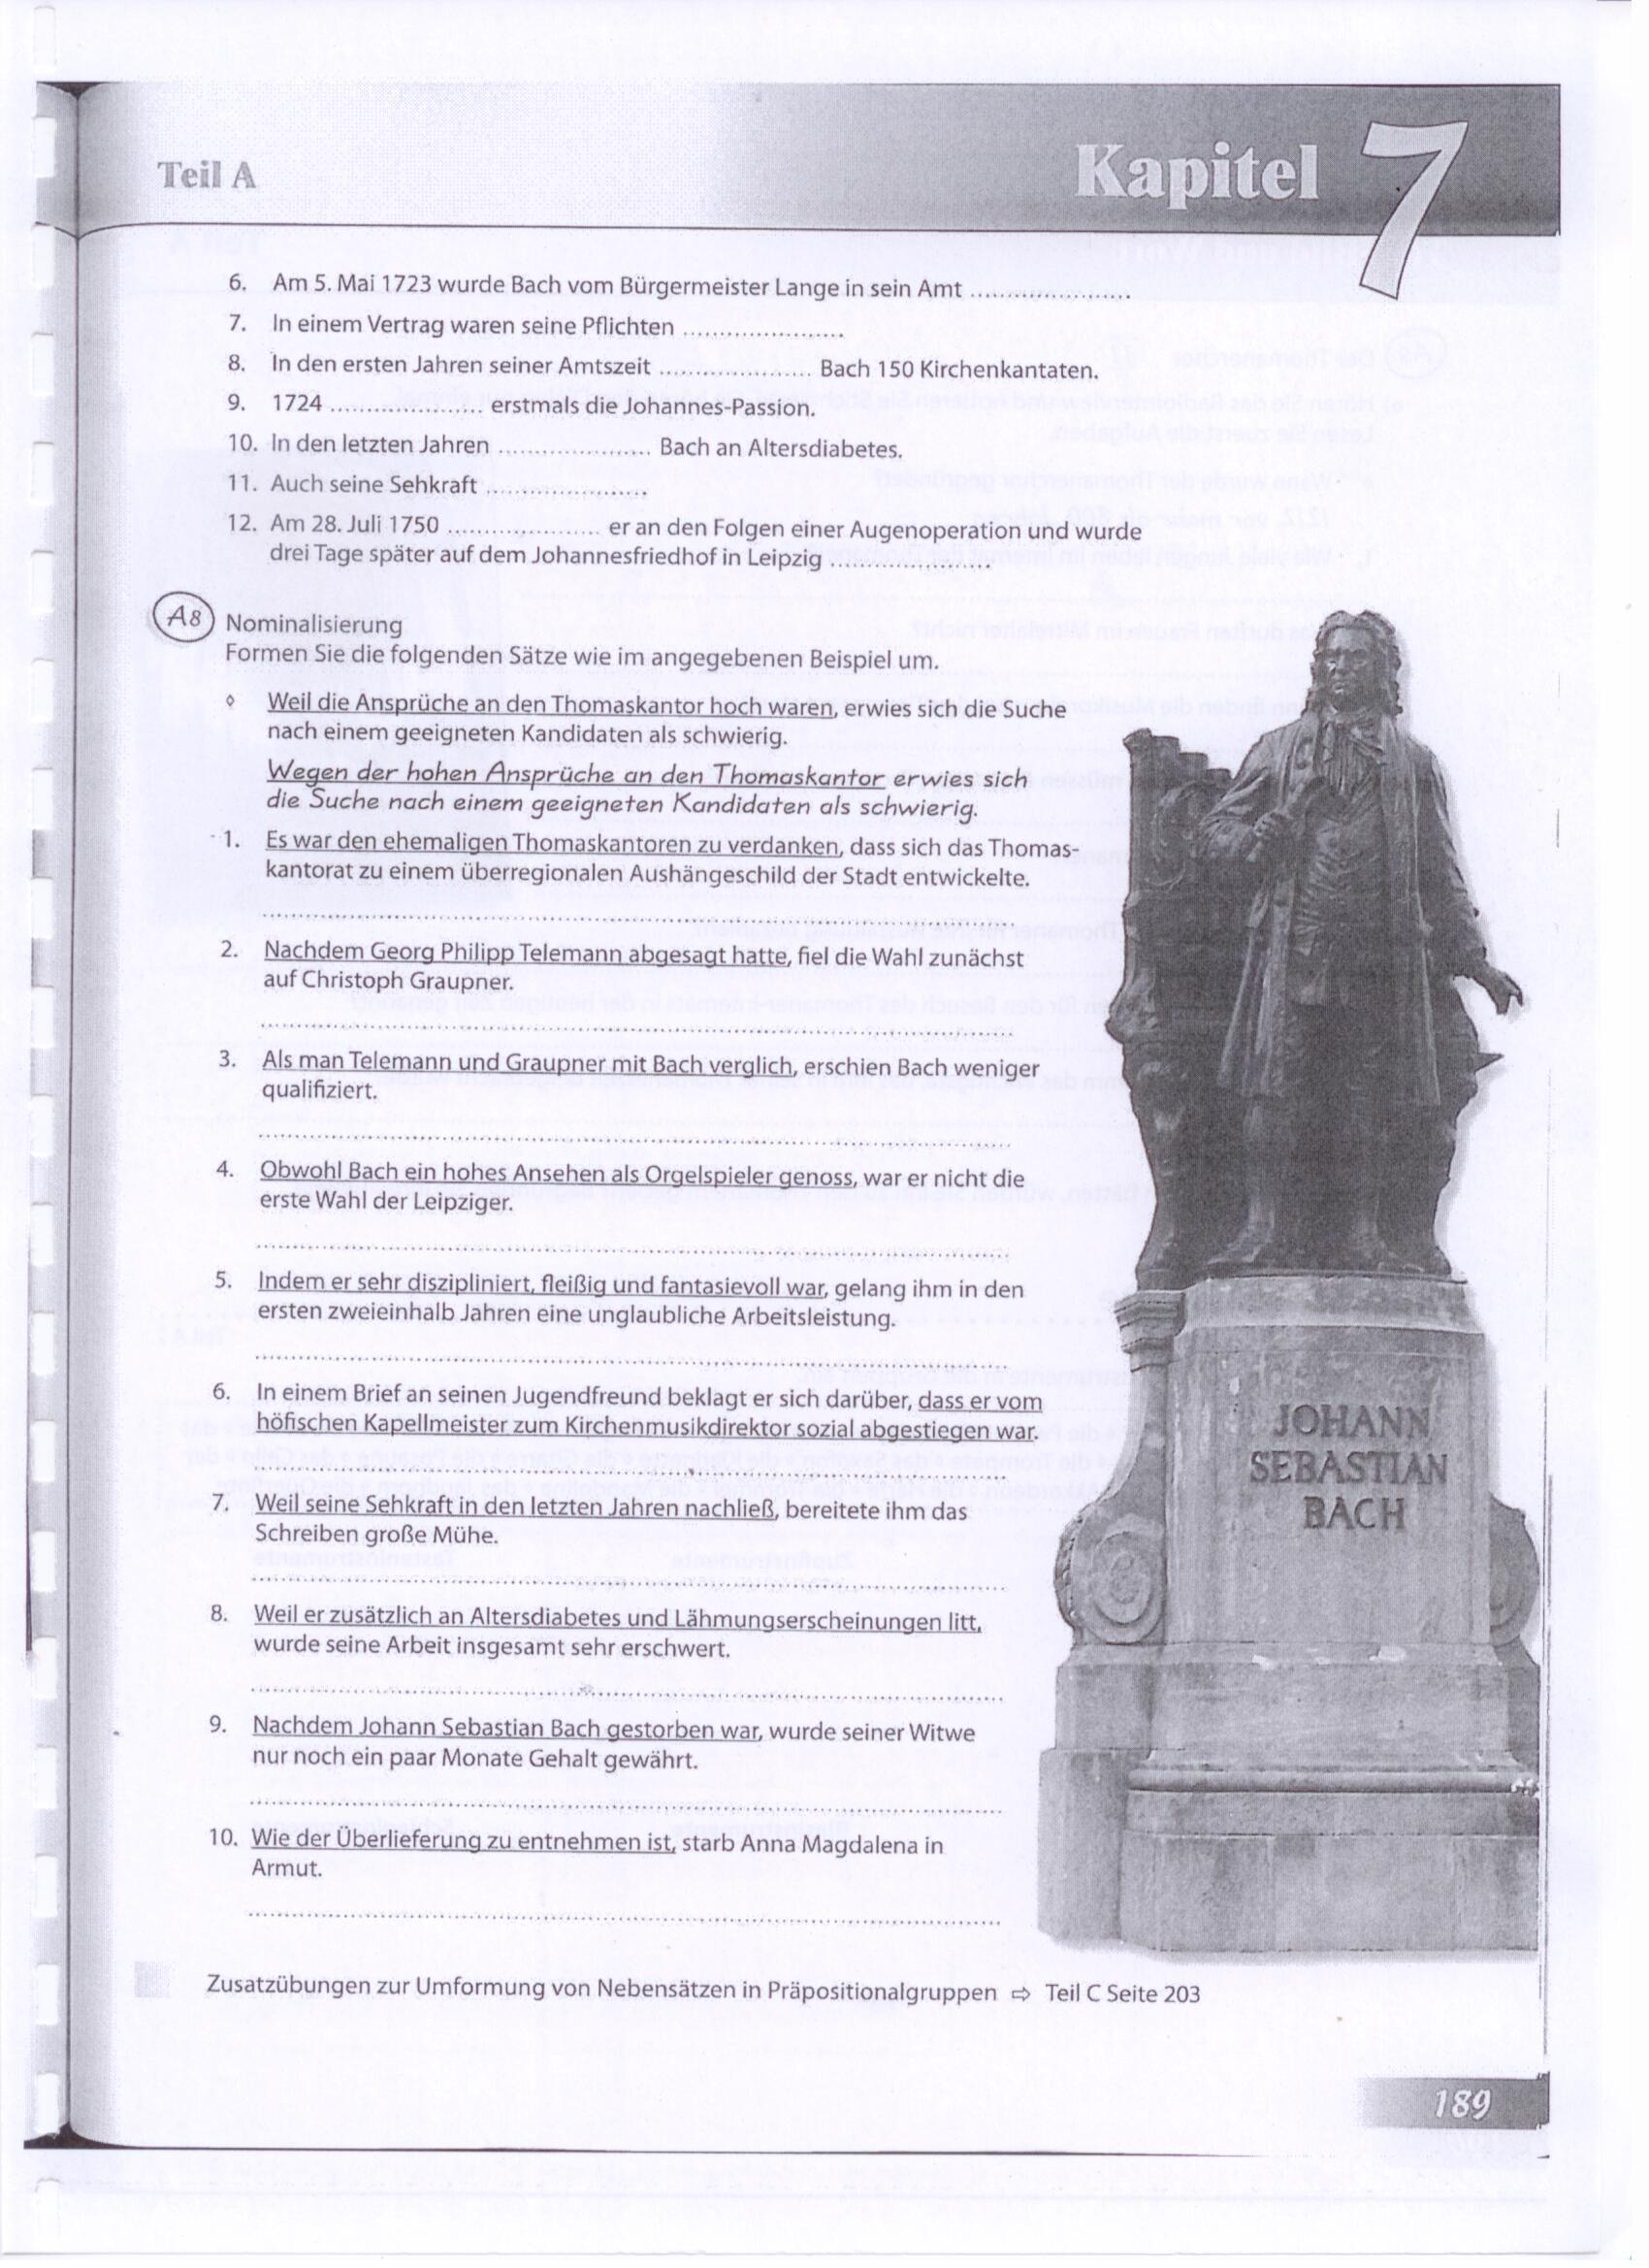 Teil A
Kapitel 7
6. Am 5. Mai 1723 wurde Bach vom Bürgermeister Lange in sein Amt ....................
7. In einem Vertrag waren seine Pflichten ....................
8. In den ersten Jahren seiner Amtszeit .................... Bach 150 Kirchenkantaten.
9. 1724 .................... erstmals die Johannes-Passion.
10. In den letzten Jahren .................... Bach an Altersdiabetes.
11. Auch seine Sehkraft ....................
12. Am 28. Juli 1750 .................... er an den Folgen einer Augenoperation und wurde
drei Tage später auf dem Johannesfriedhof in Leipzig ....................
A8 Nominalisierung
Formen Sie die folgenden Sätze wie im angegebenen Beispiel um.
◊ Weil die Ansprüche an den Thomaskantor hoch waren, erwies sich die Suche
nach einem geeigneten Kandidaten als schwierig.
Wegen der hohen Ansprüche an den Thomaskantor erwies sich
die Suche nach einem geeigneten Kandidaten als schwierig.
1. Es war den ehemaligen Thomaskantoren zu verdanken, dass sich das Thomas-
kantorat zu einem überregionalen Aushängeschild der Stadt entwickelte.
2. Nachdem Georg Philipp Telemann abgesagt hatte, fiel die Wahl zunächst
auf Christoph Graupner.
3. Als man Telemann und Graupner mit Bach verglich, erschien Bach weniger
qualifiziert.
4. Obwohl Bach ein hohes Ansehen als Orgelspieler genoss, war er nicht die
erste Wahl der Leipziger.
5. Indem er sehr diszipliniert, fleißig und fantasievoll war, gelang ihm in den
ersten zweieinhalb Jahren eine unglaubliche Arbeitsleistung.
6. In einem Brief an seinen Jugendfreund beklagt er sich darüber, dass er vom
höfischen Kapellmeister zum Kirchenmusikdirektor sozial abgestiegen war.
7. Weil seine Sehkraft in den letzten Jahren nachließ, bereitete ihm das
Schreiben große Mühe.
8. Weil er zusätzlich an Altersdiabetes und Lähmungserscheinungen litt,
wurde seine Arbeit insgesamt sehr erschwert.
9. Nachdem Johann Sebastian Bach gestorben war, wurde seiner Witwe
nur noch ein paar Monate Gehalt gewährt.
10. Wie der Überlieferung zu entnehmen ist, starb Anna Magdalena in
Armut.
JOHANN
SEBASTIAN
BACH
Zusatzübungen zur Umformung von Nebensätzen in Präpositionalgruppen ⇨ Teil C Seite 203
189